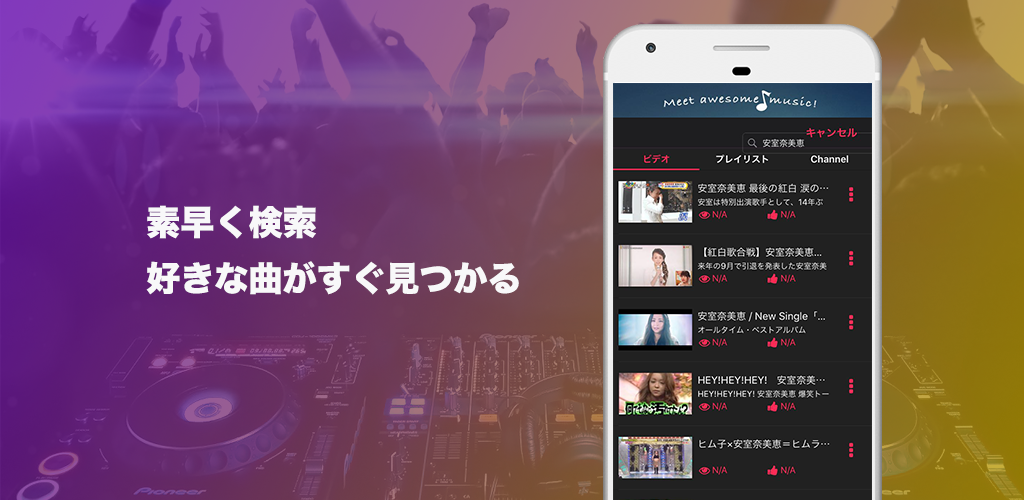 素早く検索
好きな曲がすぐ見つかる
Meet awesome music!
キャンセル
安室奈美恵
ビデオ
プレイリスト
Channel
安室奈美恵 最後の紅白 涙の…
安室は特別出演歌手として、14年ぶ
N/A
N/A
【紅白歌合戦】安室奈美恵…
来年の9月で引退を発表した安室奈美
N/A
N/A
安室奈美恵 / New Single「…
オールタイム・ベストアルバム
N/A
N/A
HEY!HEY!HEY!　安室奈美…
HEY!HEY!HEY! 安室奈美恵 爆笑トー
N/A
N/A
ヒム子×安室奈美恵＝ヒムラ…
N/A
N/A
Pioneer
Pioneer